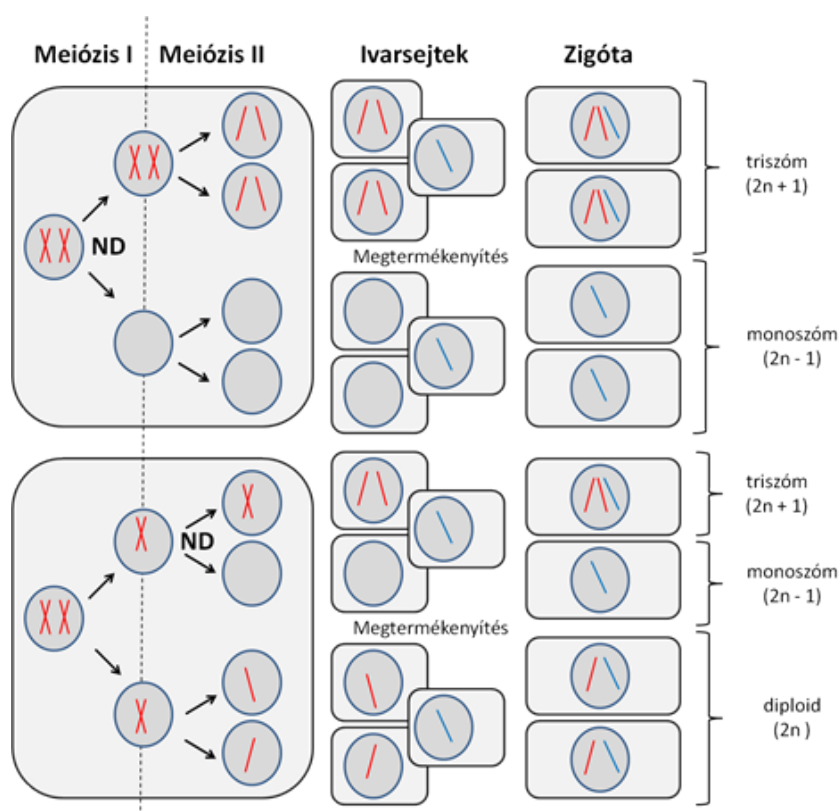 Meiózis I
Meiózis II
Ivarsejtek
Zigóta
ND
triszóm
(2n + 1)
Megtermékenyítés
monoszóm
(2n - 1)
ND
triszóm
(2n + 1)
monoszóm
(2n - 1)
Megtermékenyítés
diploid
(2n )